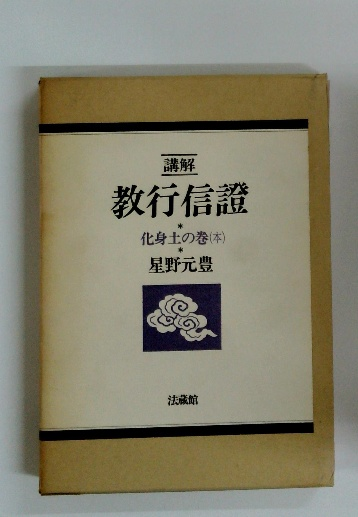 講解
教行信證
*
化身土の巻(本)
*
星野元豊
法藏館